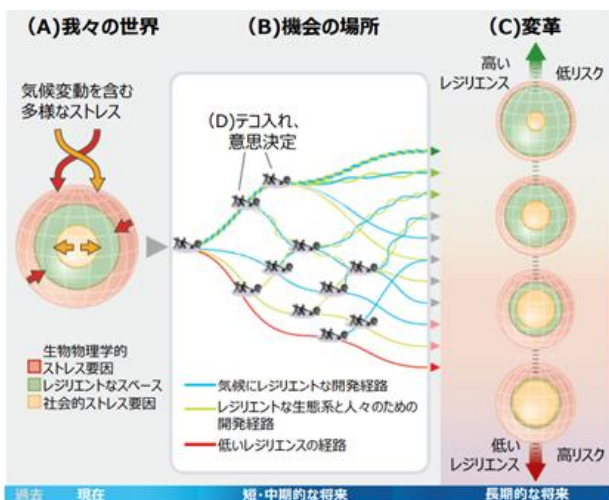 (A)我々の世界
(B)機会の場所
(C)変革
気候変動を含む
多様なストレス
(D)テコ入れ、
意思決定
高い
レジリエンス
低リスク
生物物理学的
ストレス要因
レジリエントなスペース
社会的ストレス要因
気候にレジリエントな開発経路
レジリエントな生態系と人々のための
開発経路
低いレジリエンスの経路
低い
レジリエンス
高リスク
過去
現在
短・中期的な将来
長期的な将来